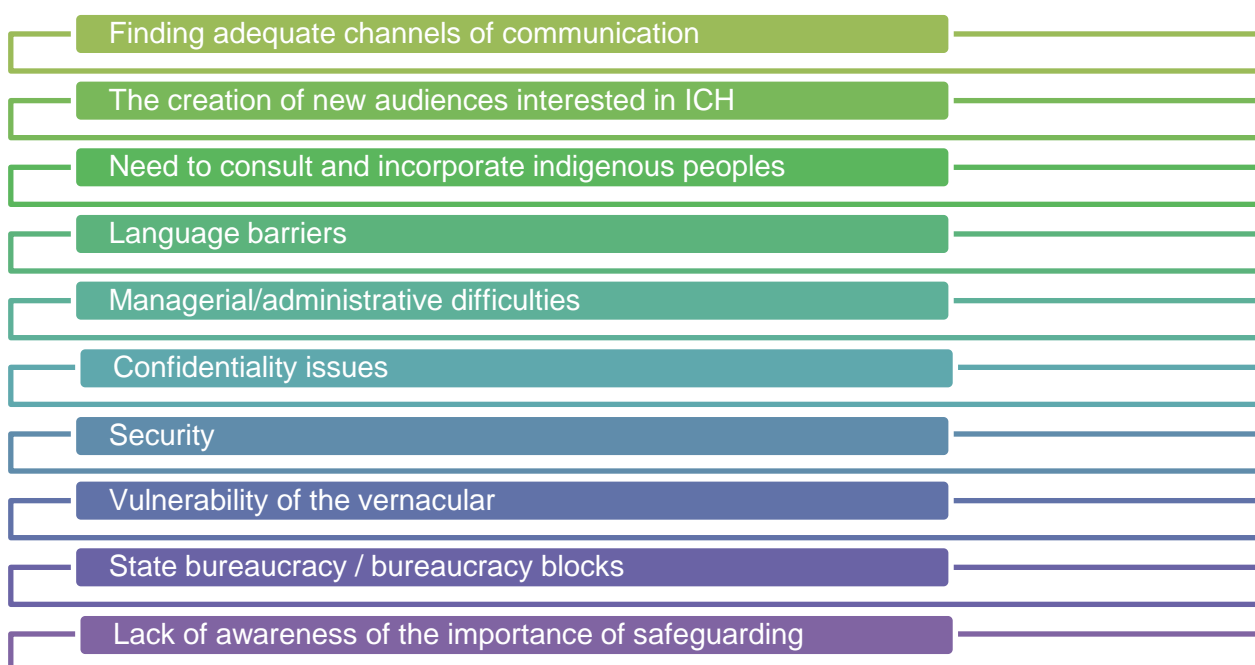 Finding adequate channels of communication
The creation of new audiences interested in ICH
Need to consult and incorporate indigenous peoples
Language barriers
Managerial/administrative difficulties
Confidentiality issues
Security
Vulnerability of the vernacular
State bureaucracy / bureaucracy blocks
Lack of awareness of the importance of safeguarding